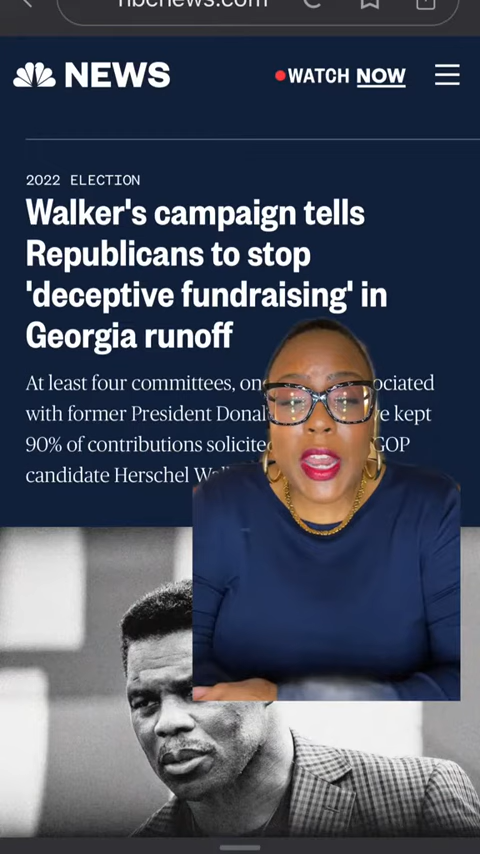 nbcnews.com
NEWS
WATCH NOW
2022 ELECTION
Walker's campaign tells
Republicans to stop
'deceptive fundraising' in
Georgia runoff
At least four committees,
with former President kept
90% of contributions GOP
candidate Herschel